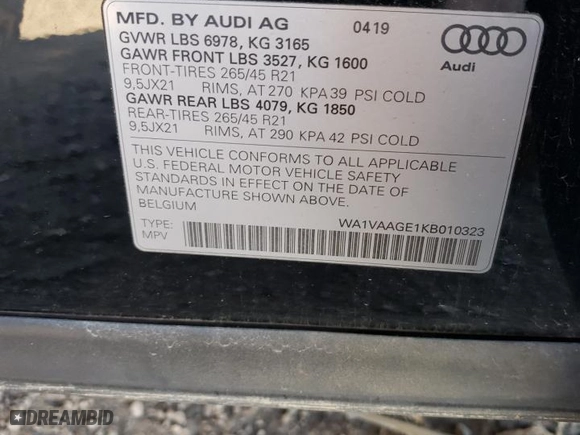 MFD. BY AUDI AG 0419
GVWR LBS 6978, KG 3165
GAWR FRONT LBS 3527, KG 1600
FRONT-TIRES 265/45 R21
9,5JX21 RIMS, AT 270 KPA 39 PSI COLD
GAWR REAR LBS 4079, KG 1850
REAR-TIRES 265/45 R21
9,5JX21 RIMS, AT 290 KPA 42 PSI COLD
Audi
THIS VEHICLE CONFORMS TO ALL APPLICABLE
U.S. FEDERAL MOTOR VEHICLE SAFETY
STANDARDS IN EFFECT ON THE DATE OF
MANUFACTURE SHOWN ABOVE.
BELGIUM
TYPE: WA1VAAGE1KB010323
MPV
DREAMBID